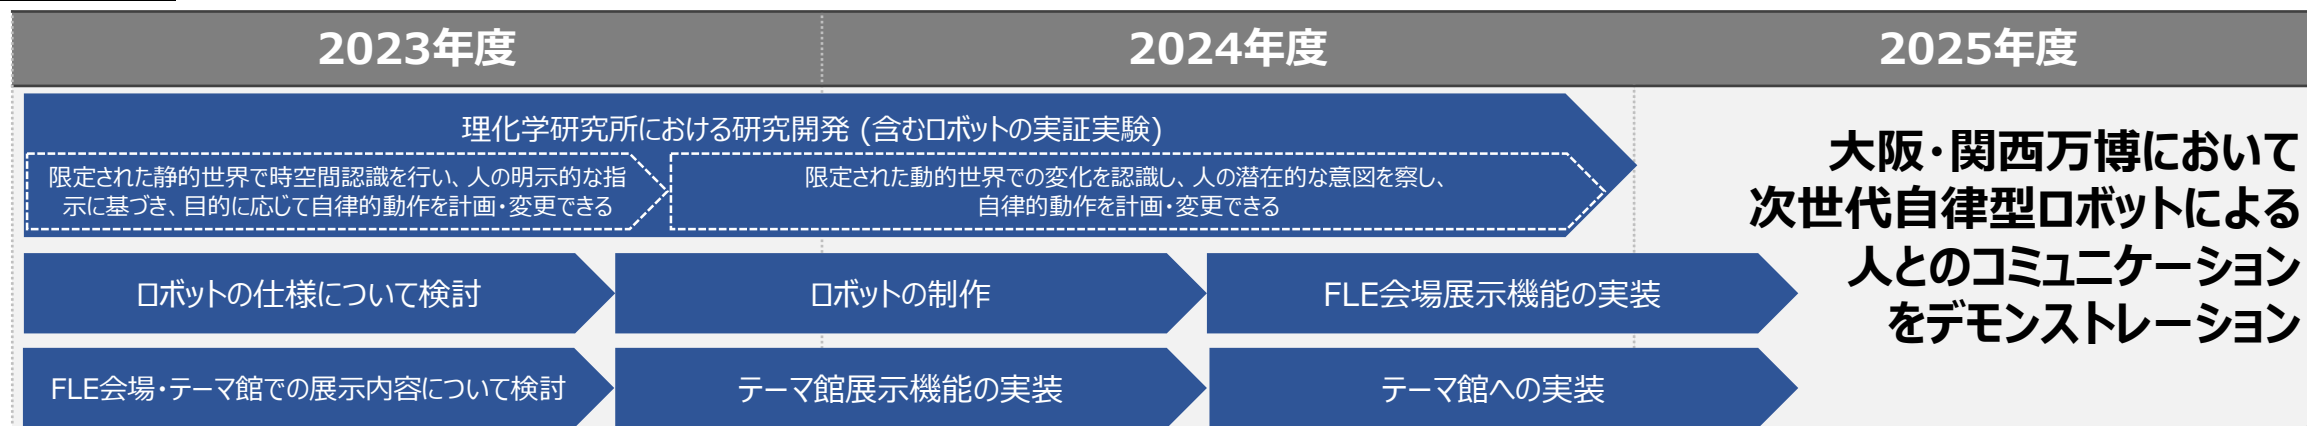 2023年度
2024年度
2025年度
理化学研究所における研究開発 (含むロボットの実証実験)
限定された静的世界で時空間認識を行い、人の明示的な指
示に基づき、目的に応じて自律的動作を計画・変更できる
限定された動的世界での変化を認識し、人の潜在的な意図を察し、
自律的動作を計画・変更できる
ロボットの仕様について検討
ロボットの制作
FLE会場展示機能の実装
FLE会場・テーマ館での展示内容について検討
テーマ館展示機能の実装
テーマ館への実装
大阪・関西万博において
次世代自律型ロボットによる
人とのコミュニケーション
をデモンストレーション